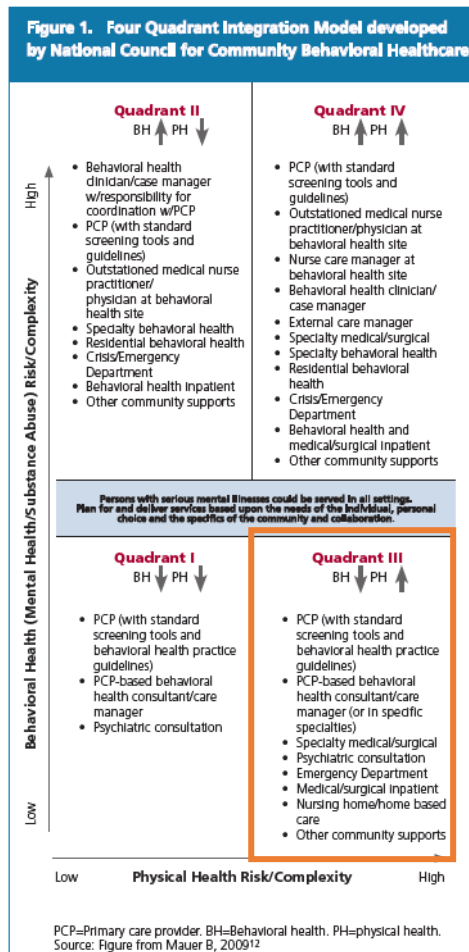 Figure 1. Four Quadrant Integration Model developed
by National Council for Community Behavioral Healthcare
Quadrant II
BH PH
• Behavioral health
clinician/case manager
w/responsibility for
coordination w/PCP
• PCP (with standard
screening tools and
guidelines)
• Outstationed medical nurse
practitioner/
physician at behavioral
health site
• Specialty behavioral health
• Residential behavioral health
• Crisis/Emergency
Department
• Behavioral health inpatient
• Other community supports
Quadrant IV
BH PH
• PCP (with standard
screening tools and
guidelines)
• Outstationed medical nurse
practitioner/physician at
behavioral health site
• Nurse care manager at
behavioral health site
• Behavioral health clinician/
case manager
• External care manager
• Specialty medical/surgical
• Specialty behavioral health
• Residential behavioral
health
• Crisis/Emergency
Department
• Behavioral health and
medical/surgical inpatient
• Other community supports
Persons with serious mental illnesses could be served in all settings.
Plan for and deliver services based upon the needs of the individual, personal
choice and the specifics of the community and collaboration.
Quadrant I
BH PH
• PCP (with standard
screening tools and
behavioral health practice
guidelines)
• PCP-based behavioral
health consultant/care
manager
• Psychiatric consultation
Quadrant III
BH PH
• PCP (with standard
screening tools and
behavioral health practice
guidelines)
• PCP-based behavioral
health consultant/care
manager (or in specific
specialties)
• Specialty medical/surgical
• Psychiatric consultation
• Emergency Department
• Medical/surgical inpatient
• Nursing home/home based
care
• Other community supports
High
Behavioral Health (Mental Health/Substance Abuse) Risk/Complexity
Low
Low Physical Health Risk/Complexity High
PCP=Primary care provider. BH=Behavioral health. PH=physical health.
Source: Figure from Mauer B, 2009¹²